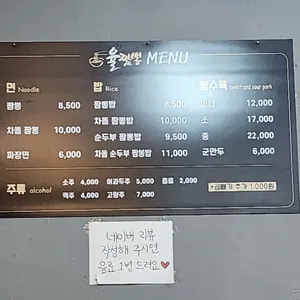 율짬뽕 MENU
면 Noodle
짬뽕 8,500
차돌 짬뽕 10,000
짜장면 6,000
밥 Rice
짬뽕밥 8,500
차돌 짬뽕밥 10,000
순두부 짬뽕밥 9,500
차돌 순두부 짬뽕밥 11,000
탕수육 sweet and sour pork
미니 12,000
소 17,000
중 22,000
군만두 6,000
주류 alcohol
소주 4,000 이과두주 5,000 음료 2,000
맥주 4,000 고량주 7,000
*곱빼기 추가 1,000원
네이버 리뷰
작성해 주시면
음료 1병 드려요♥